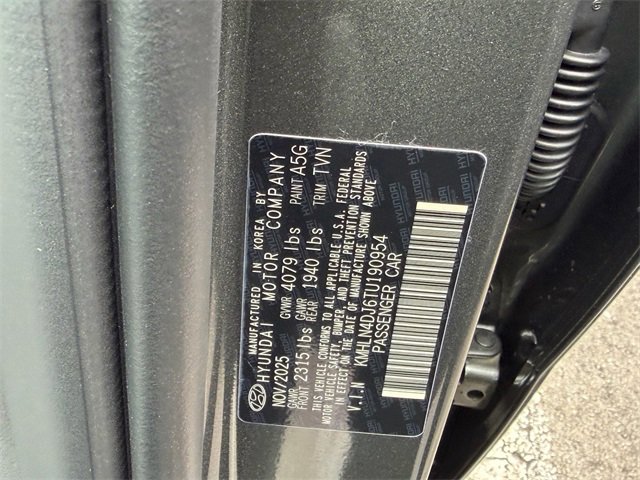 MANUFACTURED IN KOREA BY
HYUNDAI MOTOR COMPANY
NOV/2025 GVWR 4079 lbs PAINT A5G
GAWR FRONT 2315 lbs GAWR REAR 1940 lbs TRIM TVN
THIS VEHICLE CONFORMS TO ALL APPLICABLE U.S.A. FEDERAL
MOTOR VEHICLE SAFETY, BUMPER, AND THEFT PREVENTION STANDARDS
IN EFFECT ON THE DATE OF MANUFACTURE SHOWN ABOVE
V.I.N KMHLN4DJ6TU190954
PASSENGER CAR